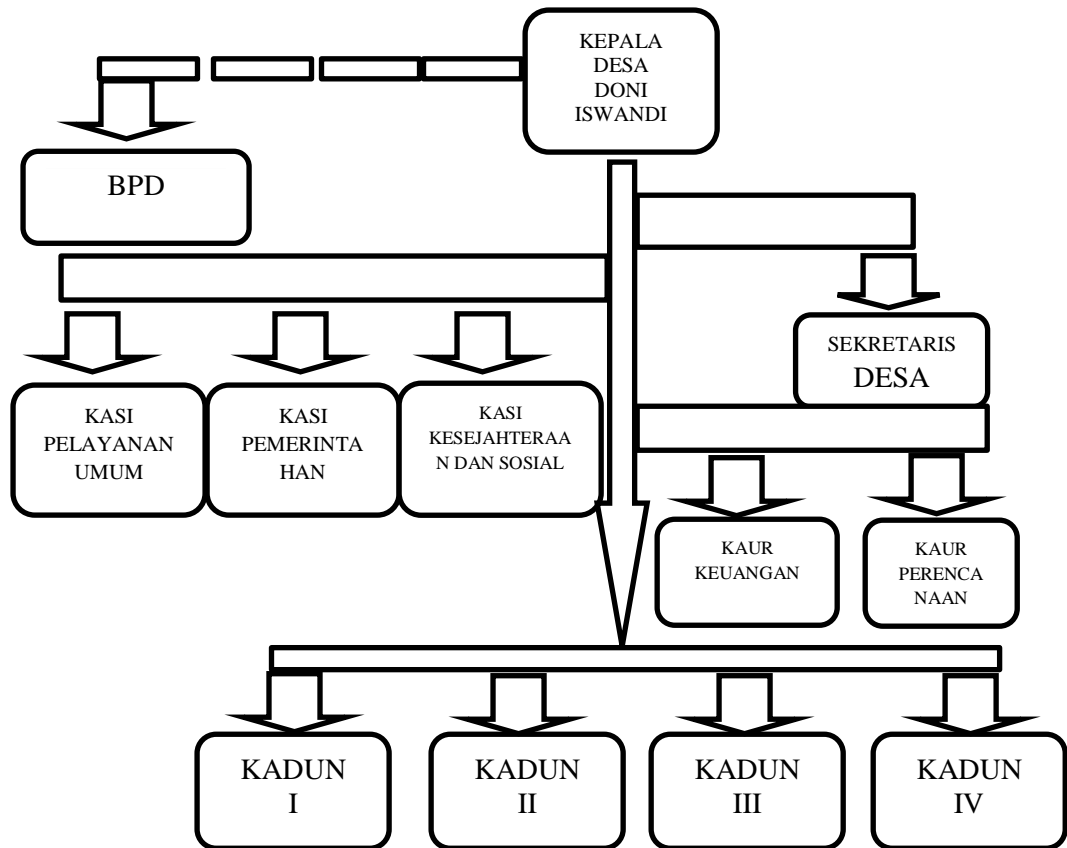 KEPALA
DESA
DONI
ISWANDI
BPD
SEKRETARIS
DESA
KASI
PELAYANAN
UMUM
KASI
PEMERINTA
HAN
KASI
KESEJAHTERAA
N DAN SOSIAL
KAUR
KEUANGAN
KAUR
PERENCA
NAAN
KADUN
I
KADUN
II
KADUN
III
KADUN
IV